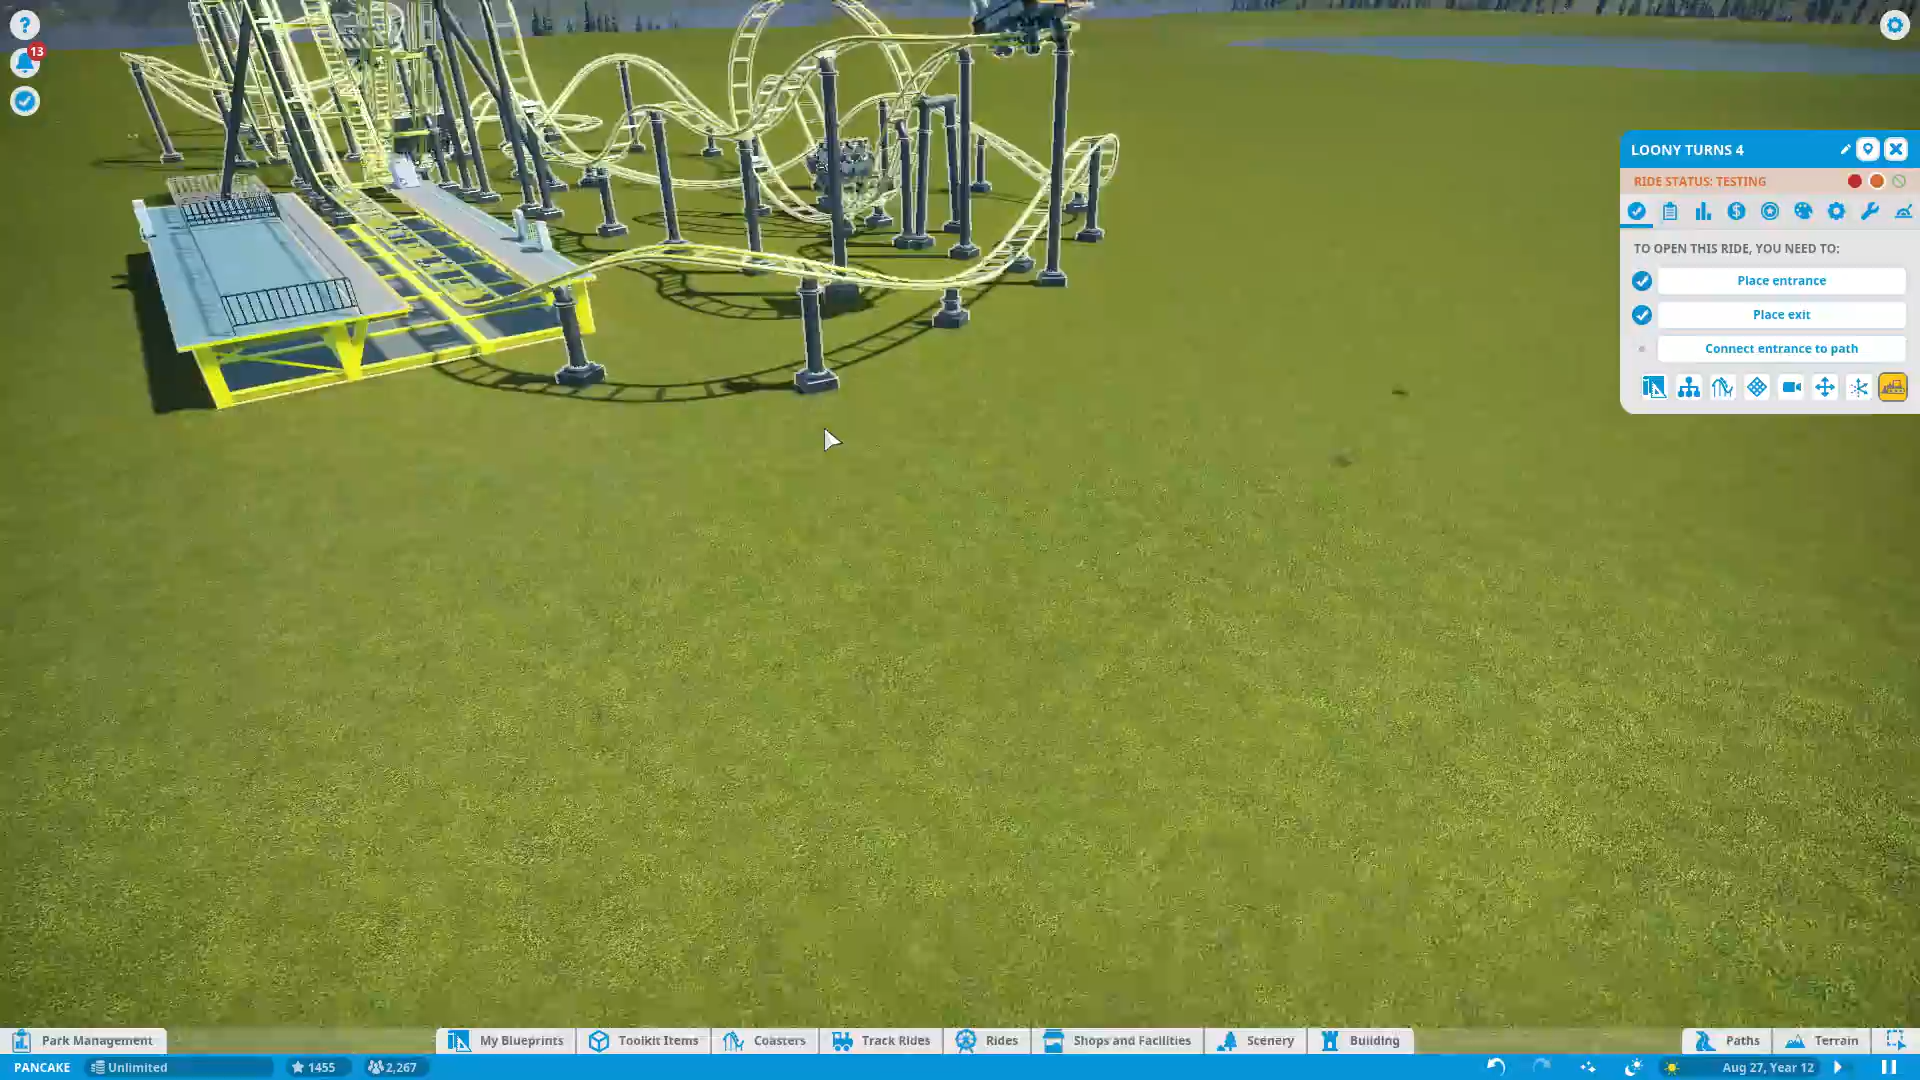 ?
13
LOONY TURNS 4
RIDE STATUS: TESTING
TO OPEN THIS RIDE, YOU NEED TO:
Place entrance
Place exit
Connect entrance to path
Park Management
My Blueprints
Toolkit Items
Coasters
Track Rides
Rides
Shops and Facilities
Scenery
Building
Paths
Terrain
PANCAKE
Unlimited
1455
2,267
Aug 27, Year 12